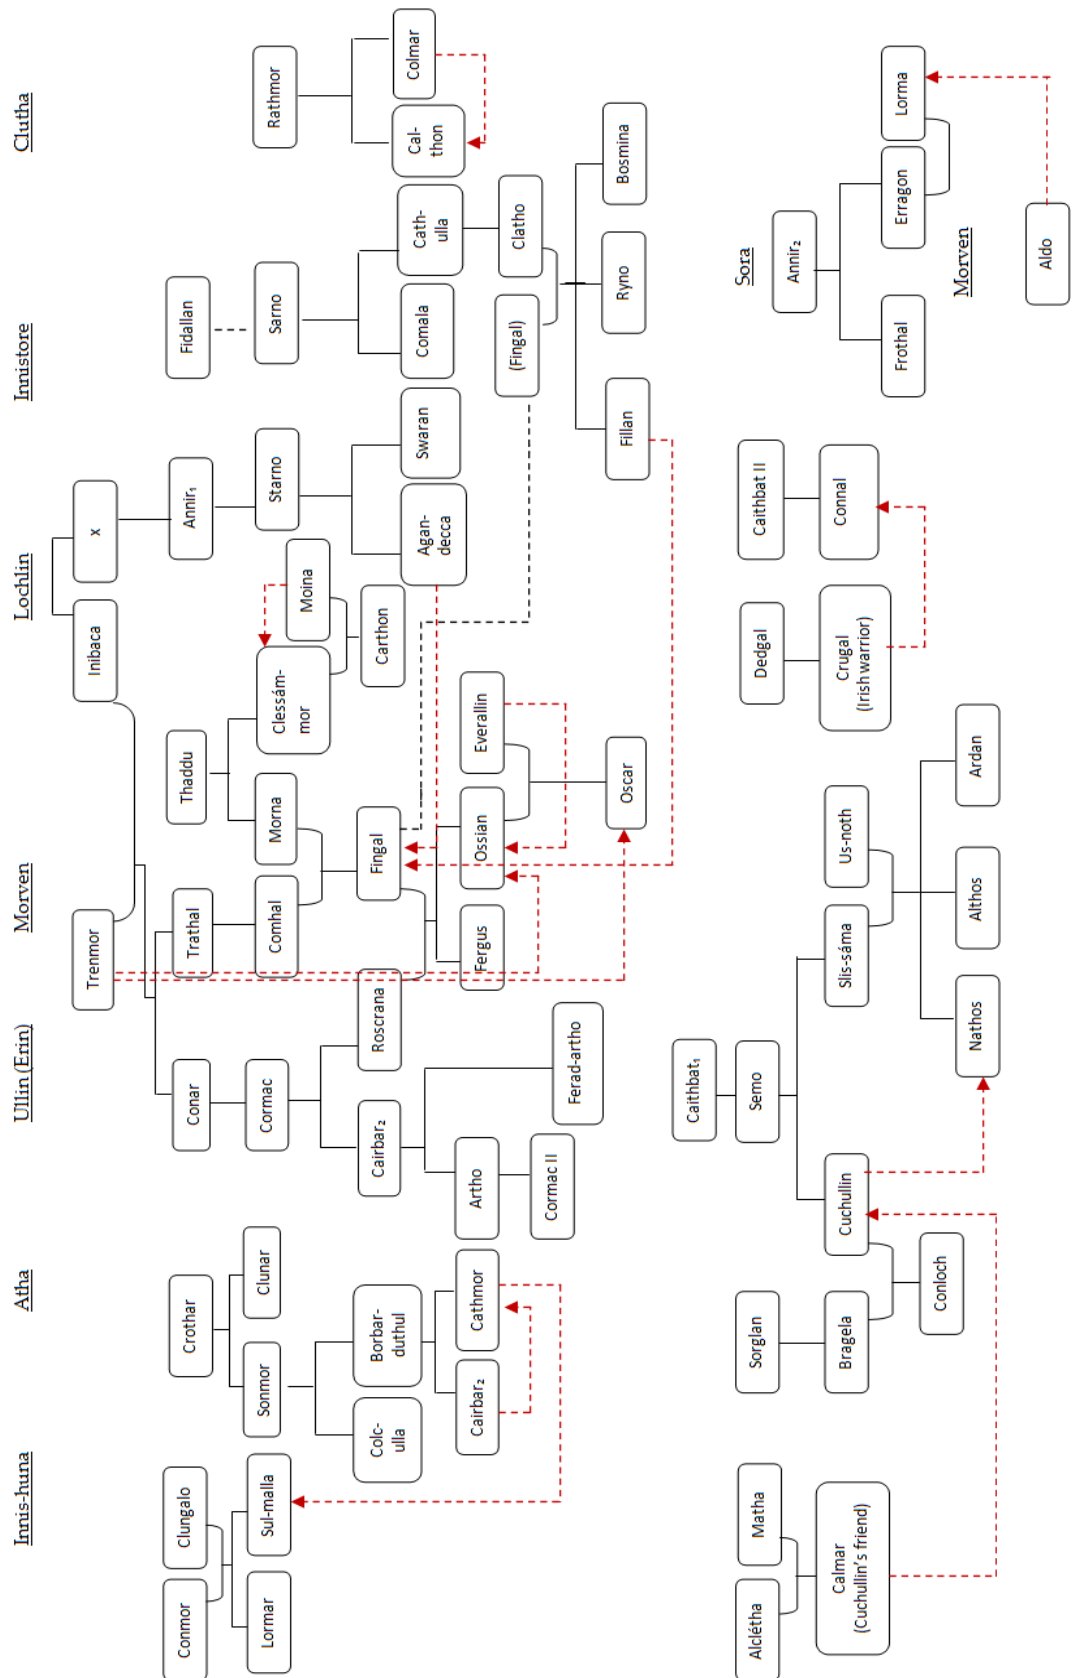 Innis-huna
Atha
Ullin (Erin)
Morven
Lochlin
Innistore
Clutha
Trenmor
Inibaca
x
Conmor
Clungalo
Crothar
Conar
Trathal
Thaddu
Annir₁
Fidallan
Rathmor
Lormar
Sul-malla
Sonmor
Clunar
Cormac
Comhal
Morna
Clessám-
mor
Moina
Starno
Sarno
Colc-
ulla
Borbar-
duthul
Cairbar₂
Roscrana
Fingal
Carthon
Agan-
decca
Swaran
Comala
Cath-
ulla
Cal-
thon
Colmar
Cairbar₂
Cathmor
Artho
Fergus
Ossian
Everallin
(Fingal)
Clatho
Cormac II
Ferad-artho
Oscar
Fillan
Ryno
Bosmina
Sora
Caithbat₁
Alclétha
Matha
Sorglan
Semo
Dedgal
Caithbat II
Annir₂
Calmar
(Cuchullin's friend)
Bragela
Cuchullin
Slis-sáma
Us-noth
Crugal
(Irish warrior)
Connal
Frothal
Erragon
Lorma
Conloch
Nathos
Althos
Ardan
Morven
Aldo